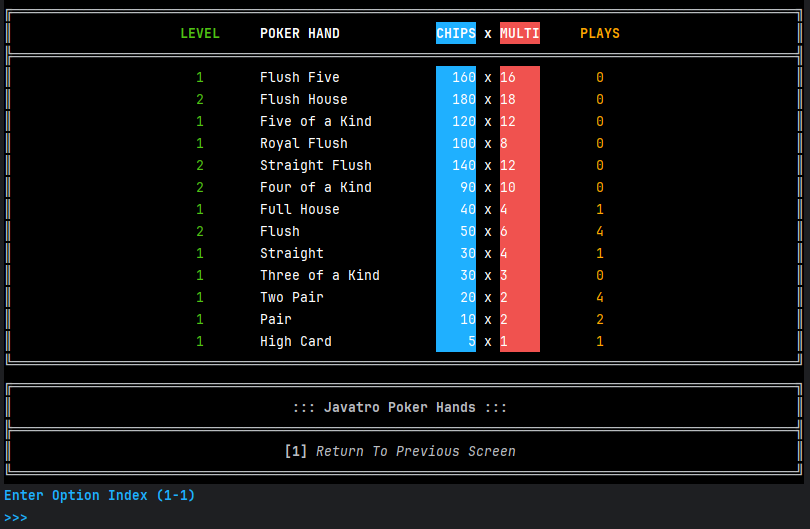 LEVEL POKER HAND CHIPS x MULTI PLAYS
1 Flush Five 160 x 16 0
2 Flush House 180 x 18 0
1 Five of a Kind 120 x 12 0
1 Royal Flush 100 x 8 0
2 Straight Flush 140 x 12 0
2 Four of a Kind 90 x 10 0
1 Full House 40 x 4 1
2 Flush 50 x 6 4
1 Straight 30 x 4 1
1 Three of a Kind 30 x 3 0
1 Two Pair 20 x 2 4
1 Pair 10 x 2 2
1 High Card 5 x 1 1
::: Javatro Poker Hands :::
[1] Return To Previous Screen
Enter Option Index (1-1)
>>>